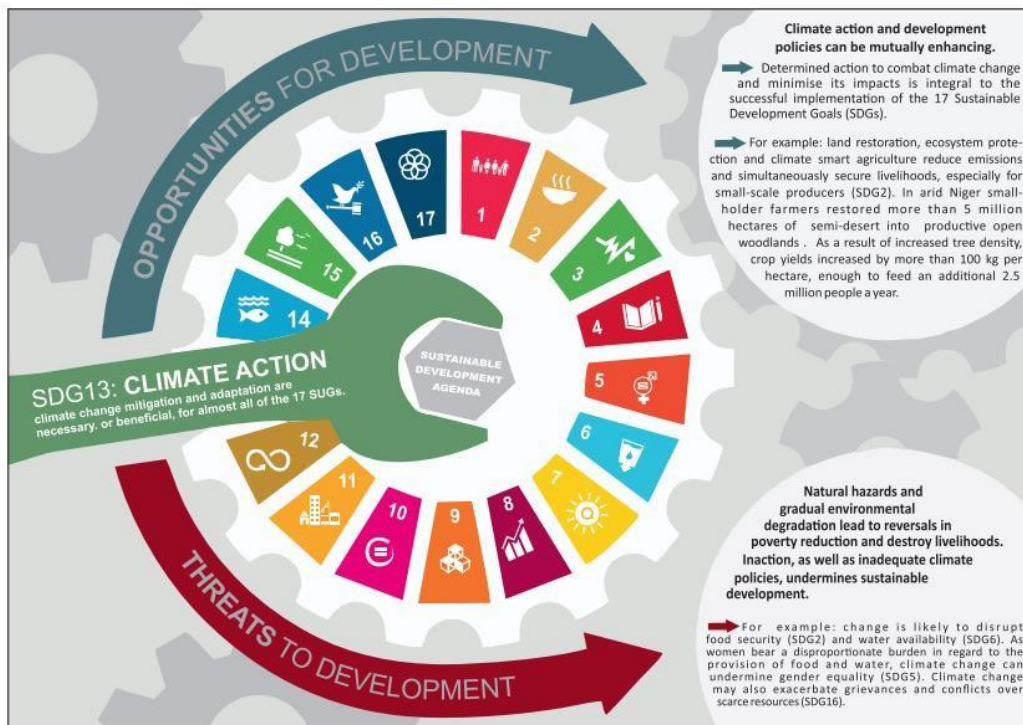 OPPORTUNITIES FOR DEVELOPMENT
Climate action and development
policies can be mutually enhancing.
Determined action to combat climate change
and minimise its impacts is integral to the
successful implementation of the 17 Sustainable
Development Goals (SDGs).
For example: land restoration, ecosystem prote-
ction and climate smart agriculture reduce emissions
and simultaneouasly secure livelihoods, especially for
small-scale producers (SDG2). In arid Niger small-
holder farmers restored more than 5 million
hectares of semi-desert into productive open
woodlands . As a result of increased tree density,
crop yields increased by more than 100 kg per
hectare, enough to feed an additional 2.5
million people a year.
1
2
3
4
5
6
7
8
9
10
11
12
14
15
16
17
SDG13: CLIMATE ACTION
climate change mitigation and adaptation are
necessary. or beneficial, for almost all of the 17 SUGs.
SUSTAINABLE
DEVELOPMENT
AGENDA
THREATS TO DEVELOPMENT
Natural hazards and
gradual environmental
degradation lead to reversals in
poverty reduction and destroy livelihoods.
Inaction, as well as inadequate climate
policies, undermines sustainable
development.
For example: change is likely to disrupt
food security (SDG2) and water availability (SDG6). As
women bear a disproportionate burden in regard to the
provision of food and water, climate change can
undermine gender equality (SDG5). Climate change
may also exacerbate grievances and conflicts over
scarce resources (SDG16).